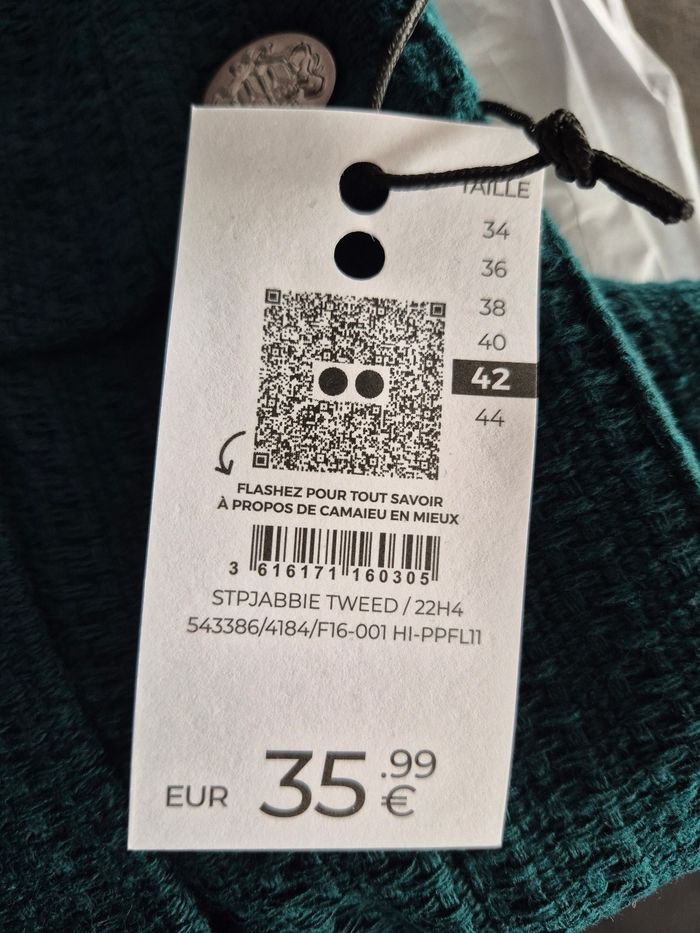 TAILLE
34
36
38
40
42
44
FLASHEZ POUR TOUT SAVOIR
À PROPOS DE CAMAIEU EN MIEUX
3 616171 160305
STPJABBIE TWEED / 22H4
543386/4184/F16-001 HI-PPFL11
EUR 35.99 €